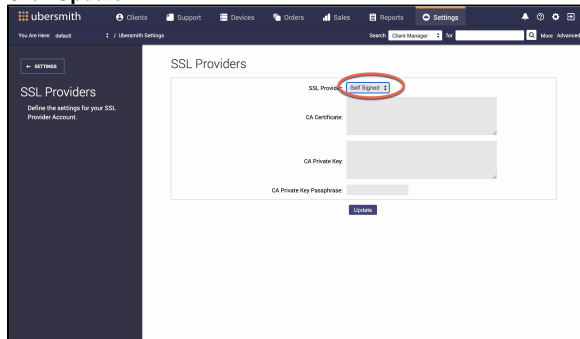 ubersmith
Clients
Support
Devices
Orders
Sales
Reports
Settings
You Are Here: default / Ubersmith Settings
Search Client Manager for
More Advanced
← SETTINGS
SSL Providers
Define the settings for your SSL
Provider Account.
SSL Providers
SSL Provider: Self Signed
CA Certificate:
CA Private Key:
CA Private Key Passphrase:
Update